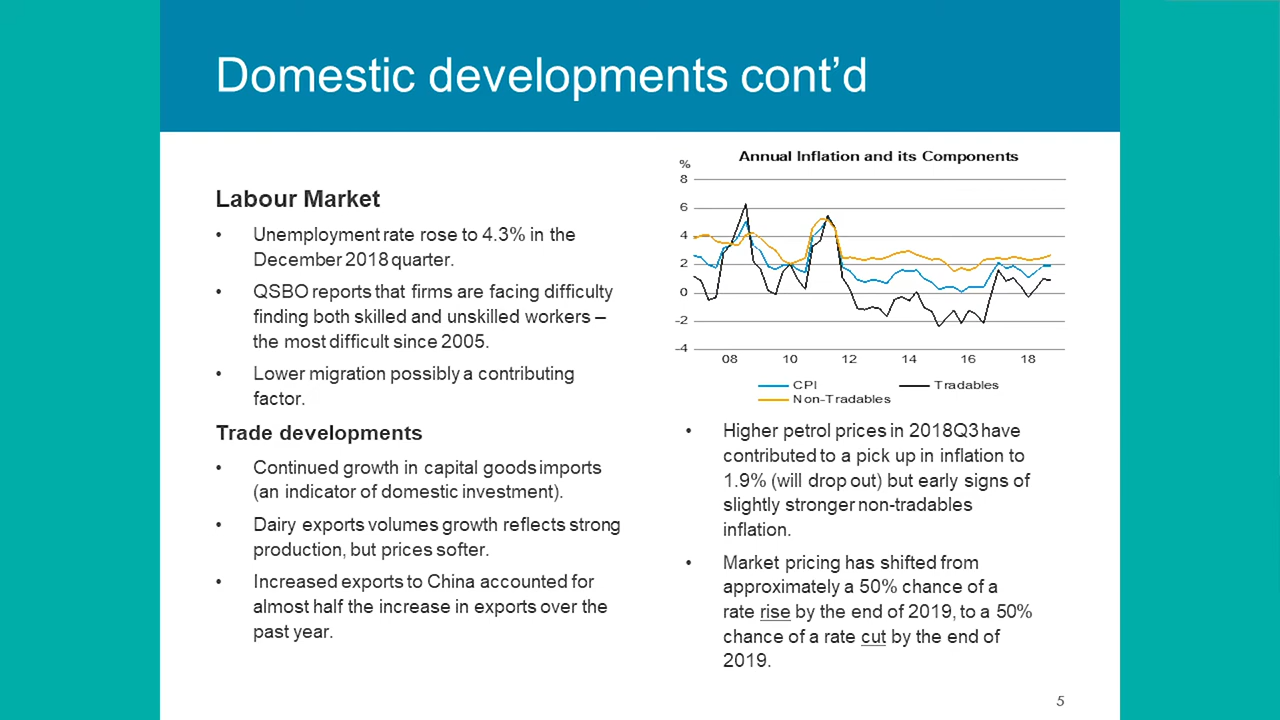 Domestic developments cont’d
Labour Market
• Unemployment rate rose to 4.3% in the
December 2018 quarter.
• QSBO reports that firms are facing difficulty
finding both skilled and unskilled workers –
the most difficult since 2005.
• Lower migration possibly a contributing
factor.
Trade developments
• Continued growth in capital goods imports
(an indicator of domestic investment).
• Dairy exports volumes growth reflects strong
production, but prices softer.
• Increased exports to China accounted for
almost half the increase in exports over the
past year.
Annual Inflation and its Components
%
8
6
4
2
0
-2
-4
08 10 12 14 16 18
CPI Tradables
Non-Tradables
• Higher petrol prices in 2018Q3 have
contributed to a pick up in inflation to
1.9% (will drop out) but early signs of
slightly stronger non-tradables
inflation.
• Market pricing has shifted from
approximately a 50% chance of a
rate rise by the end of 2019, to a 50%
chance of a rate cut by the end of
2019.
5